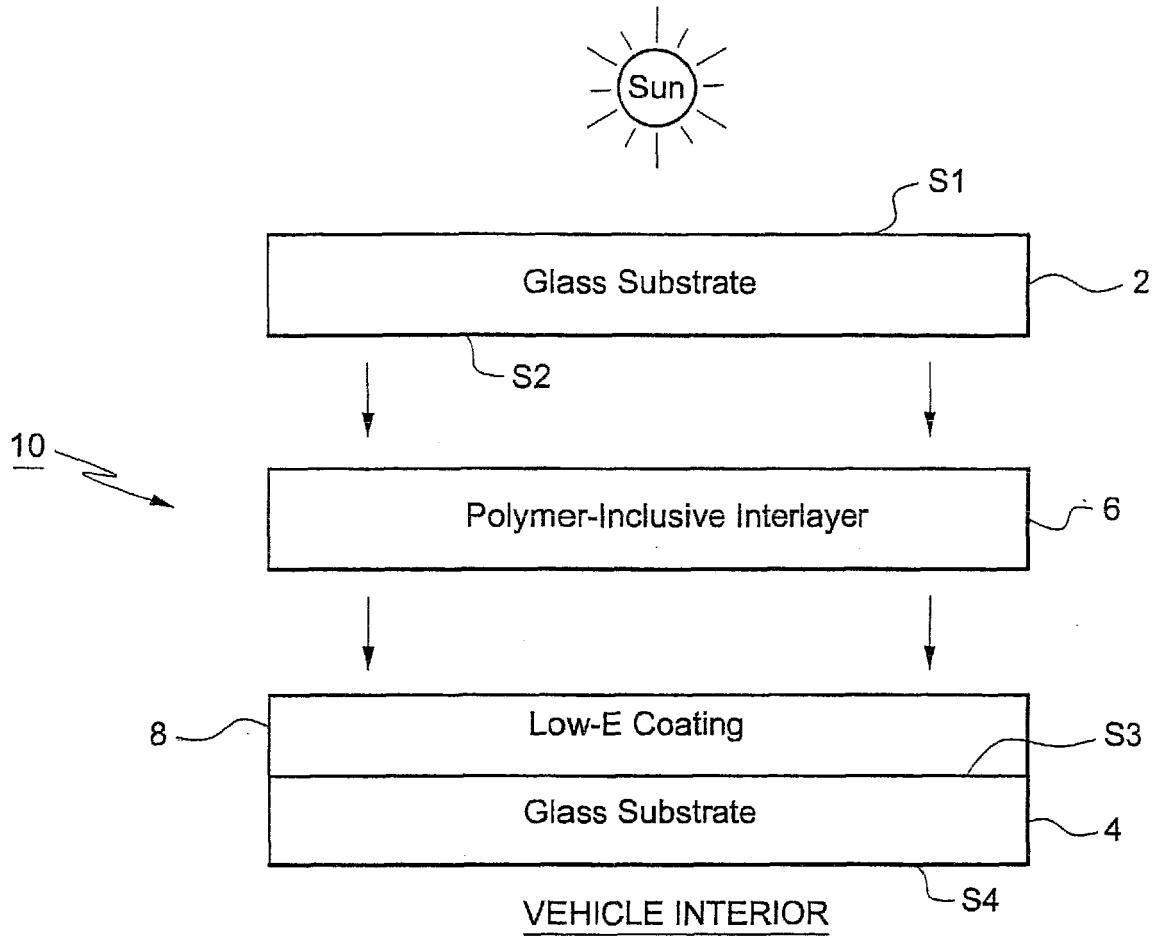 Sun
S1
Glass Substrate
2
S2
10
Polymer-Inclusive Interlayer
6
8
Low-E Coating
S3
Glass Substrate
4
S4
VEHICLE INTERIOR